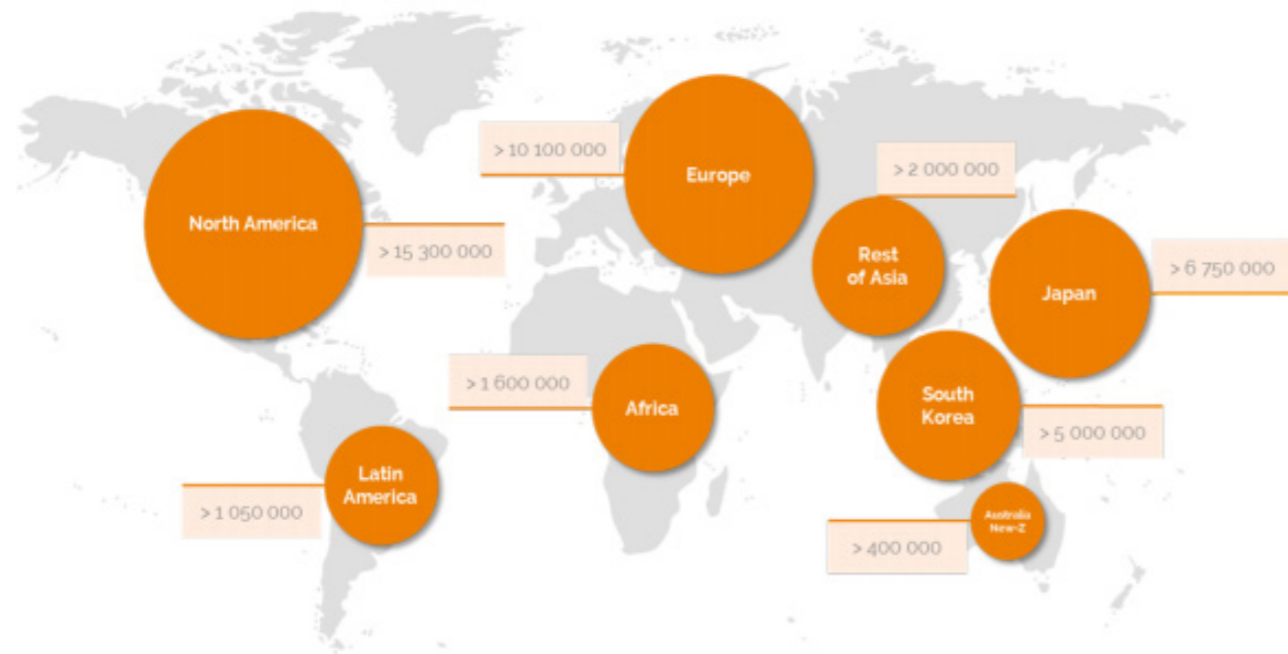 > 10 100 000
Europe
> 2 000 000
North America
> 15 300 000
Rest
of Asia
Japan
> 6 750 000
> 1 600 000
Africa
South
Korea
> 5 000 000
Latin
America
> 1 050 000
Australia
New-Z
> 400 000